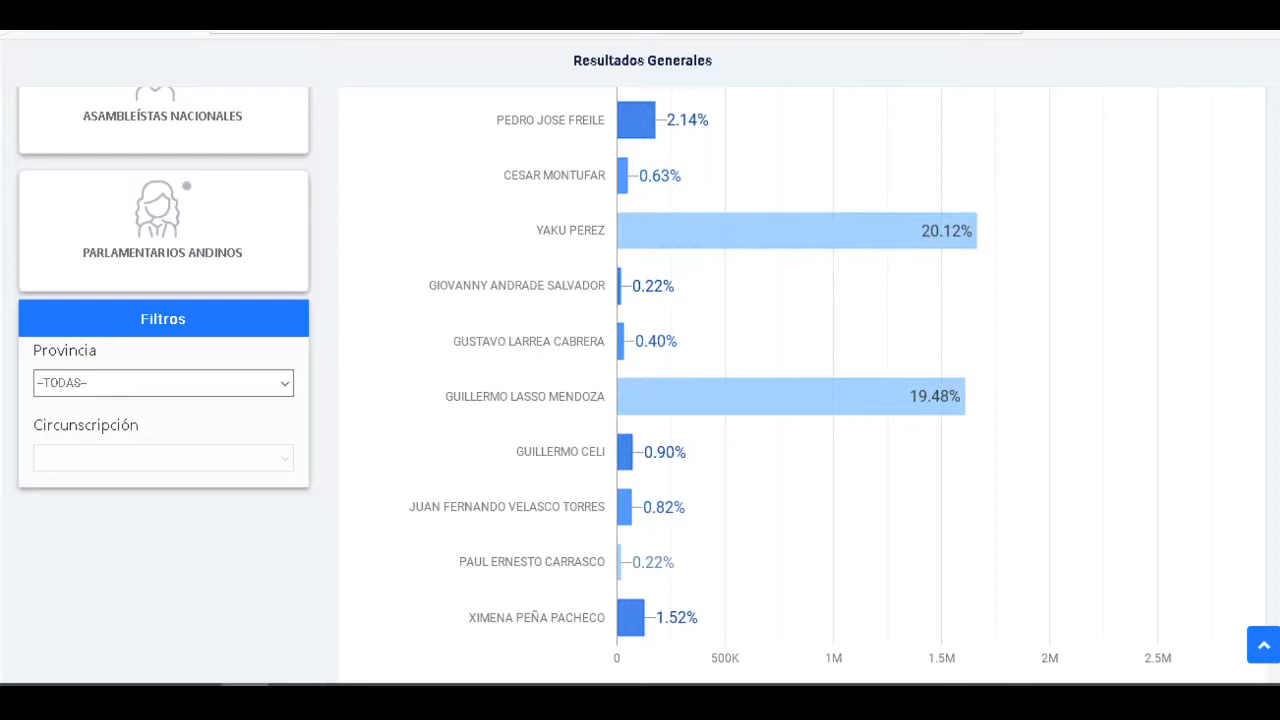 Resultados Generales
ASAMBLEÍSTAS NACIONALES
PARLAMENTARIOS ANDINOS
Filtros
Provincia
--TODAS--
Circunscripción
PEDRO JOSE FREILE 2.14%
CESAR MONTUFAR 0.63%
YAKU PEREZ 20.12%
GIOVANNY ANDRADE SALVADOR 0.22%
GUSTAVO LARREA CABRERA 0.40%
GUILLERMO LASSO MENDOZA 19.48%
GUILLERMO CELI 0.90%
JUAN FERNANDO VELASCO TORRES 0.82%
PAUL ERNESTO CARRASCO 0.22%
XIMENA PEÑA PACHECO 1.52%
0 500K 1M 1.5M 2M 2.5M